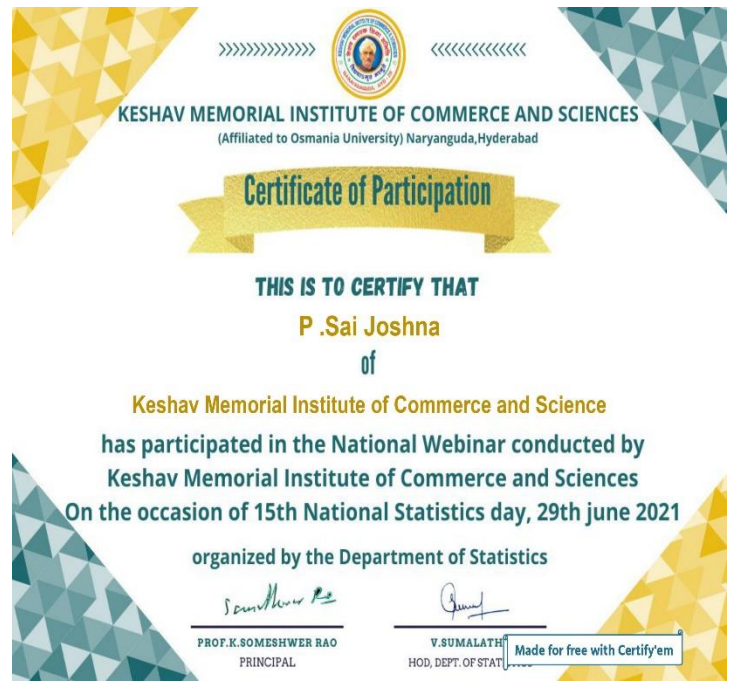 KESHAV MEMORIAL INSTITUTE OF COMMERCE AND SCIENCES
(Affiliated to Osmania University) Naryanguda,Hyderabad
Certificate of Participation
THIS IS TO CERTIFY THAT
P .Sai Joshna
of
Keshav Memorial Institute of Commerce and Science
has participated in the National Webinar conducted by
Keshav Memorial Institute of Commerce and Sciences
On the occasion of 15th National Statistics day, 29th june 2021
organized by the Department of Statistics
PROF.K.SOMESHWER RAO
PRINCIPAL
V.SUMALATH
HOD, DEPT. OF STAT
Made for free with Certify'em